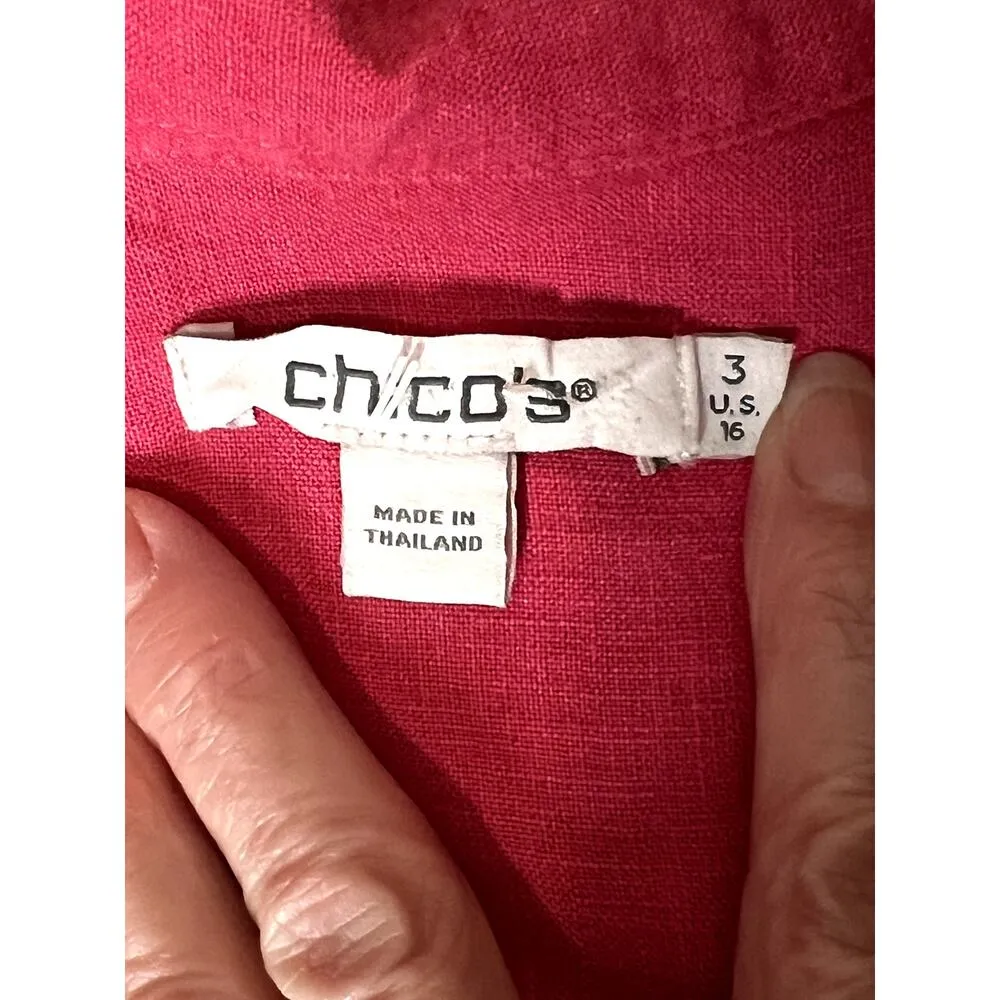 chico's®
3
U.S.
16
MADE IN
THAILAND